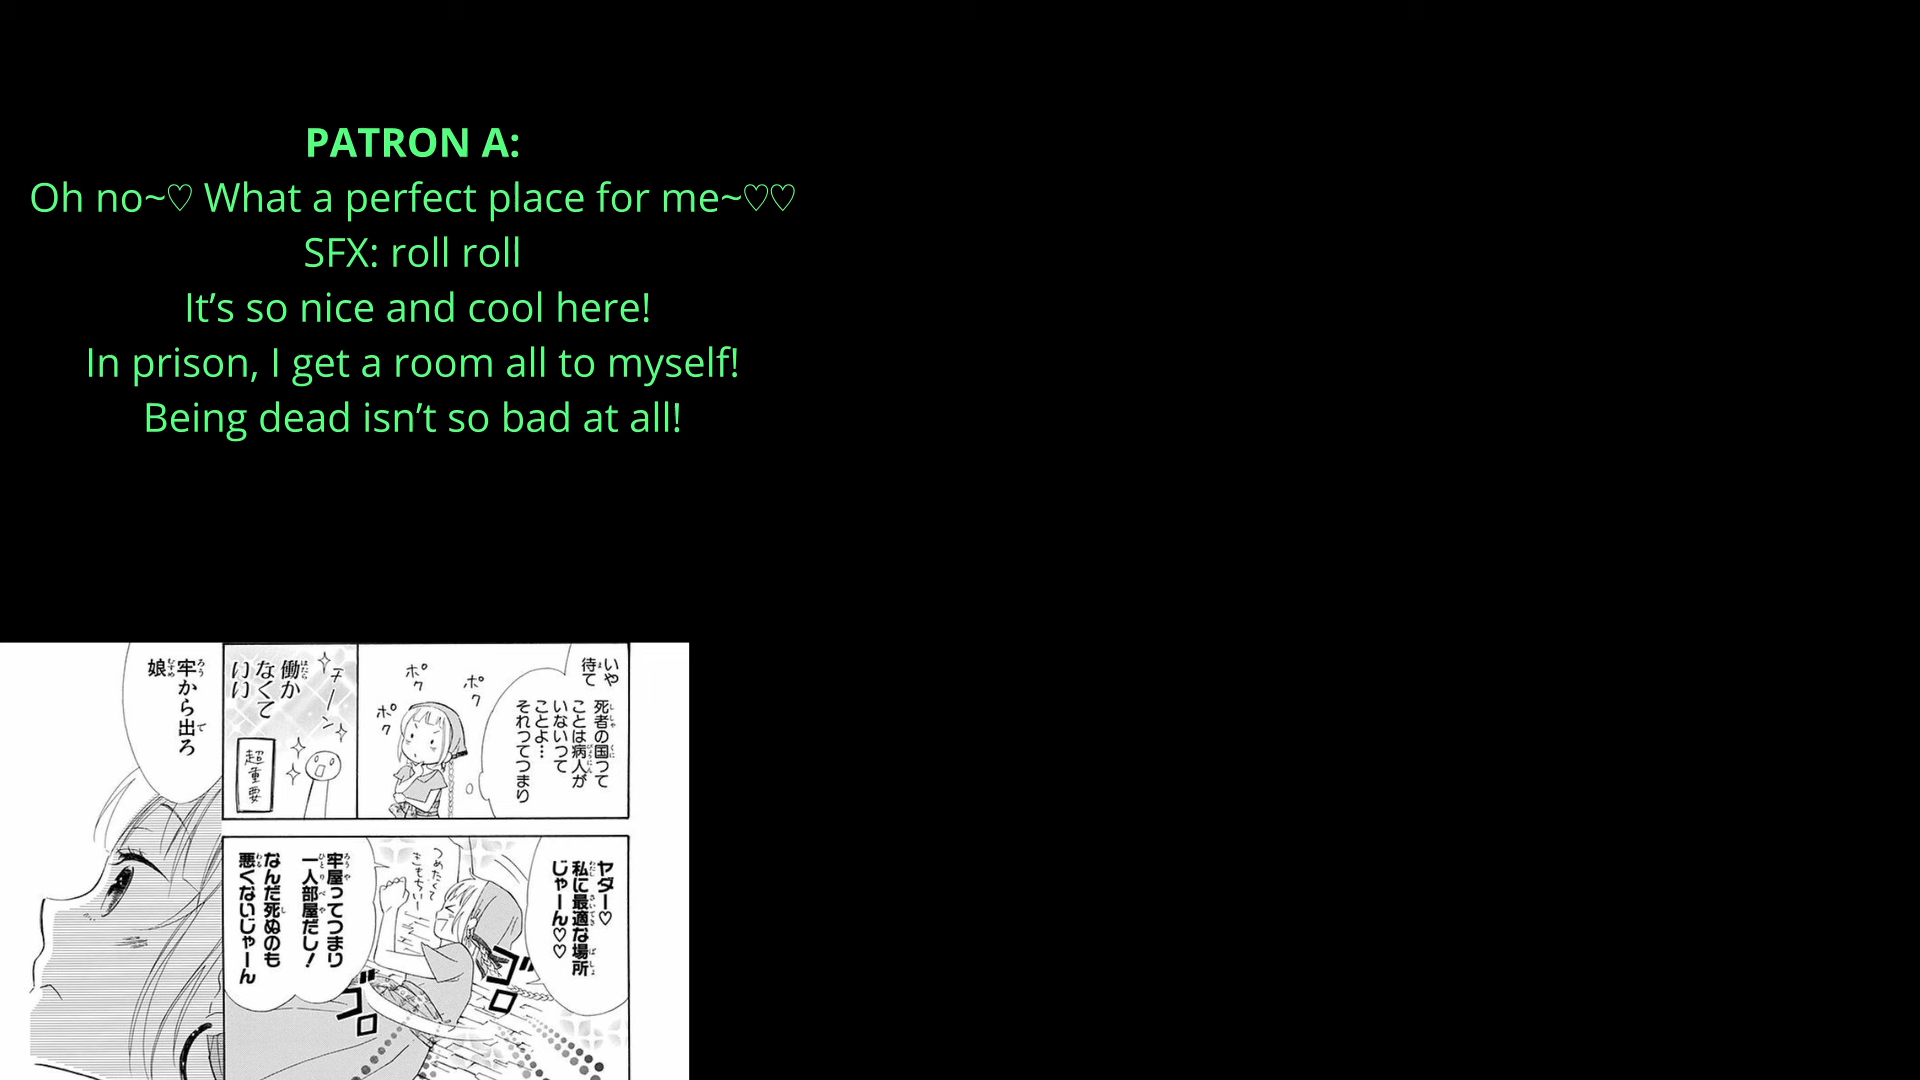 PATRON A:
Oh no~♡ What a perfect place for me~♡♡
SFX: roll roll
It’s so nice and cool here!
In prison, I get a room all to myself!
Being dead isn’t so bad at all!
いや
待て
死者の国って
ことは病人が
いないって
ことよ…
それってつまり
ポク
ポク
ポク
チーン
働か
なくて
いい
超重要
ヤダー♡
私に最適な場所
じゃーん♡♡
つめたくて
きもちいー
ゴロ
ゴロ
牢屋ってつまり
一人部屋だし！
なんだ死ぬのも
悪くないじゃーん
牢から出ろ
娘